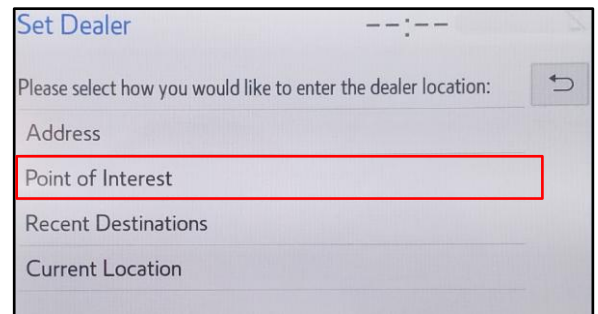 Set Dealer --:--
Please select how you would like to enter the dealer location:
Address
Point of Interest
Recent Destinations
Current Location